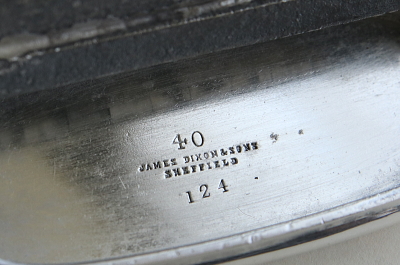 40
JAMES DIXON & SONS
SHEFFIELD
124